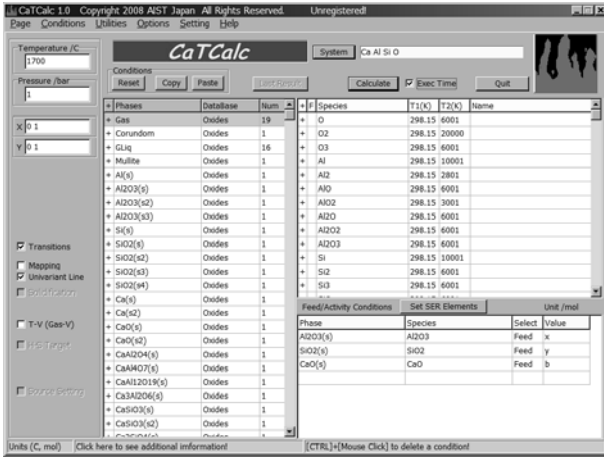 CaTCalc 1.0 Copyright 2008 AIST Japan All Rights Reserved. Unregistered!
Page Conditions Utilities Options Setting Help
Temperature /C
1700
Pressure /bar
1
X 0 1
Y 0 1
Transitions
Mapping
Univariant Line
Solidification
T-V (Gas-V)
H-S Target
Source Setting
CaTCalc
System Ca Al Si O
Conditions
Reset Copy Paste Last Result Calculate Exec Time Quit
+ Phases DataBase Num
+ Gas Oxides 19
+ Corundom Oxides 1
+ GLiq Oxides 16
+ Mullite Oxides 1
+ Al(s) Oxides 1
+ Al2O3(s) Oxides 1
+ Al2O3(s2) Oxides 1
+ Al2O3(s3) Oxides 1
+ Si(s) Oxides 1
+ SiO2(s) Oxides 1
+ SiO2(s2) Oxides 1
+ SiO2(s3) Oxides 1
+ SiO2(s4) Oxides 1
+ Ca(s) Oxides 1
+ Ca(s2) Oxides 1
+ CaO(s) Oxides 1
+ CaO(s2) Oxides 1
+ CaAl2O4(s) Oxides 1
+ CaAl4O7(s) Oxides 1
+ CaAl12O19(s) Oxides 1
+ Ca3Al2O6(s) Oxides 1
+ CaSiO3(s) Oxides 1
+ CaSiO3(s2) Oxides 1
+ F Species T1(K) T2(K) Name
+ O 298.15 6001
+ O2 298.15 20000
+ O3 298.15 6001
+ Al 298.15 10001
+ Al2 298.15 2801
+ AlO 298.15 6001
+ AlO2 298.15 3001
+ Al2O 298.15 6001
+ Al2O2 298.15 6001
+ Al2O3 298.15 6001
+ Si 298.15 10001
+ Si2 298.15 6001
+ Si3 298.15 6001
Feed/Activity Conditions Set SER Elements Unit /mol
Phase Species Select Value
Al2O3(s) Al2O3 Feed x
SiO2(s) SiO2 Feed y
CaO(s) CaO Feed b
Units (C, mol) Click here to see additional imformation! [CTRL]+[Mouse Click] to delete a condition!